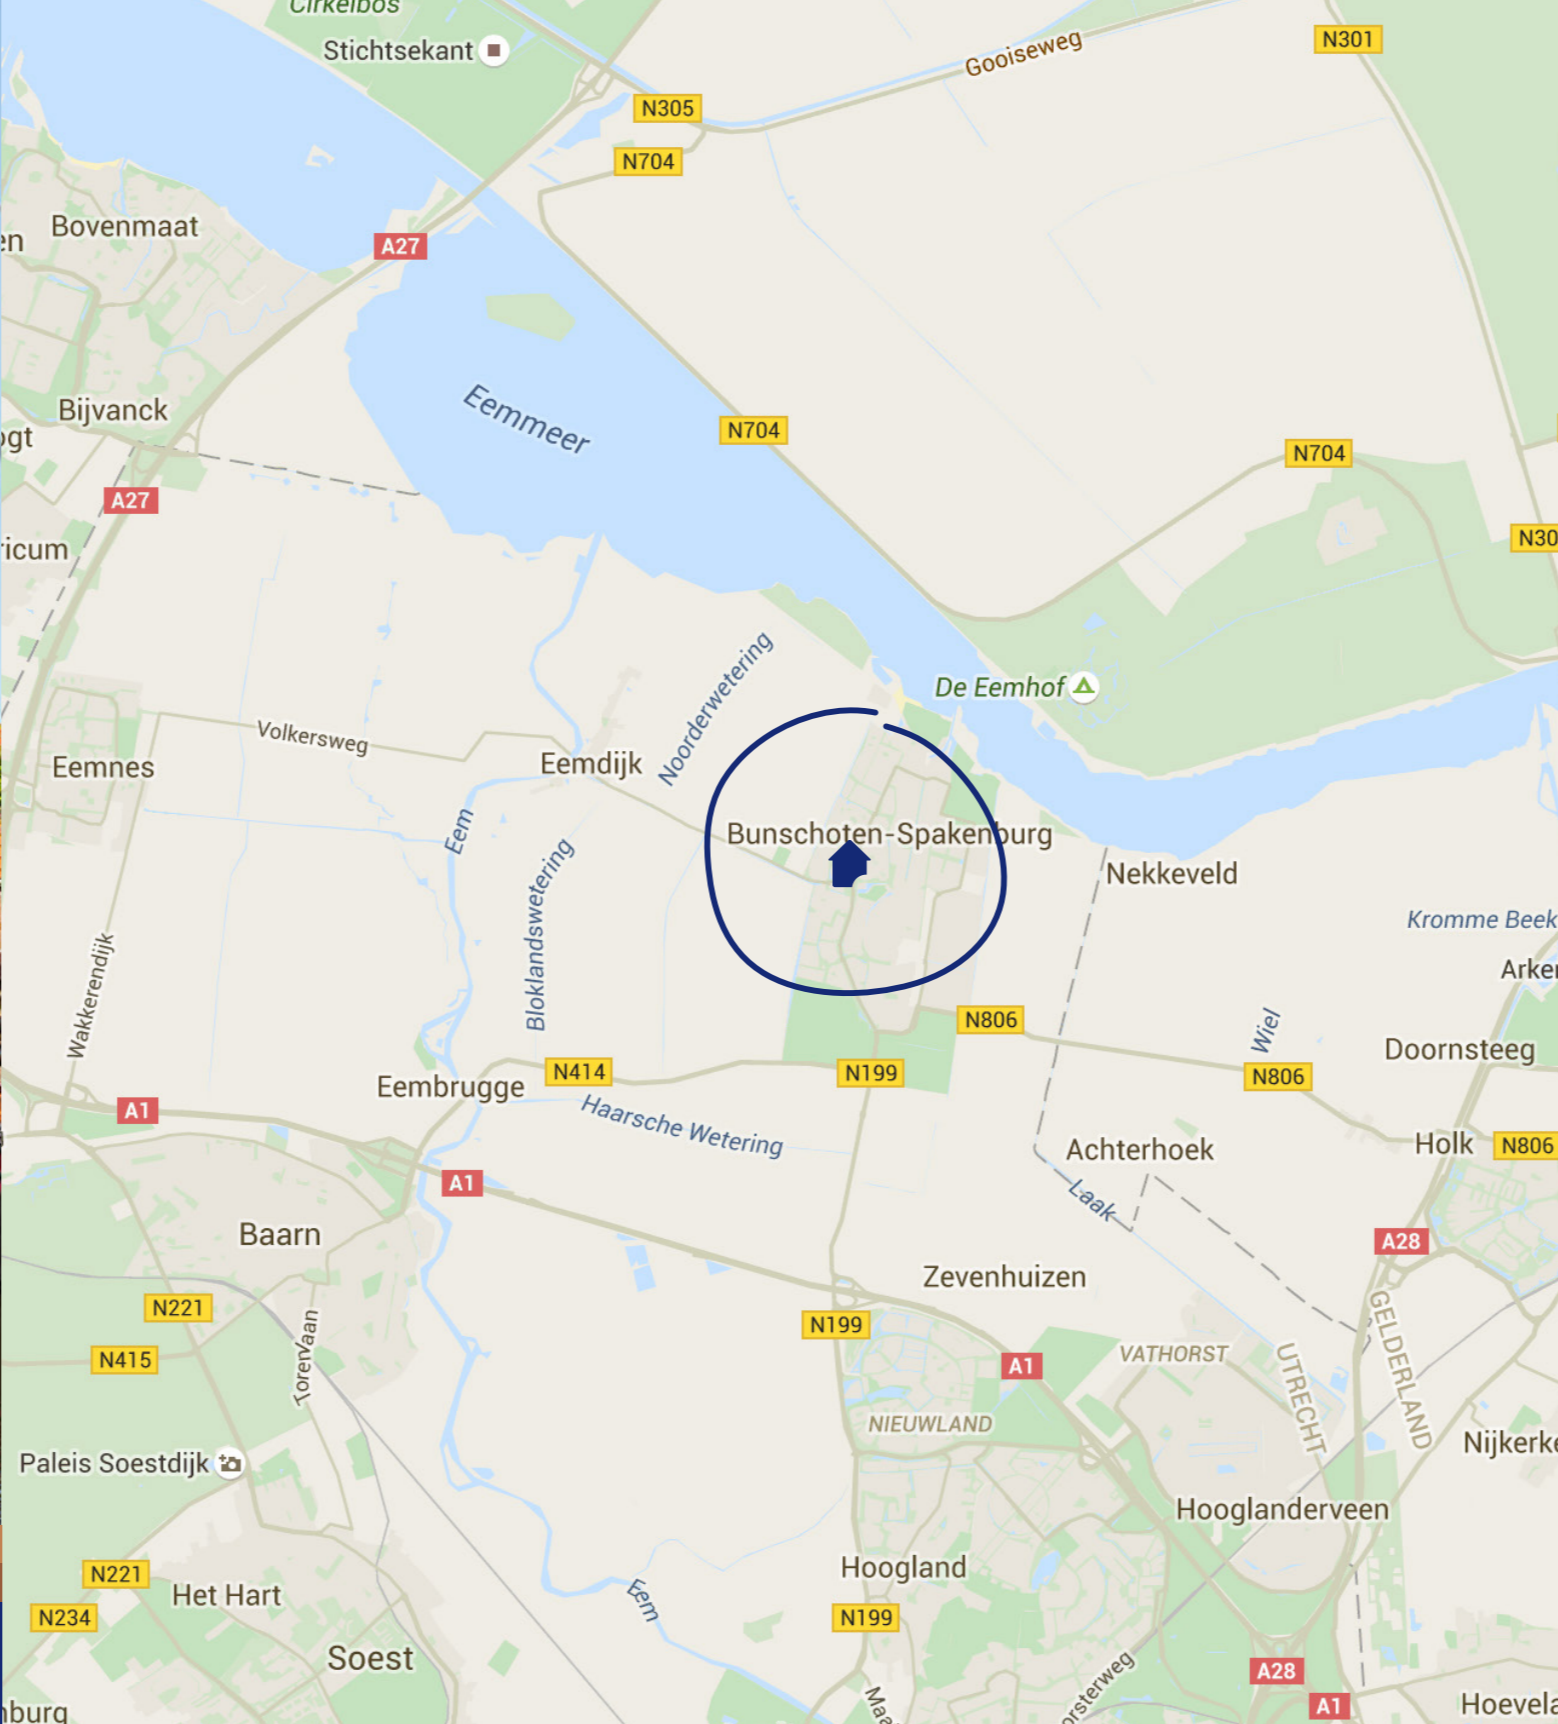 Cirkelbos
Stichtsekant
N301
Gooiseweg
N305
N704
Bovenmaat
en
A27
Bijvanck
Eemmeer
N704
N704
A27
N30
ricum
Noorderwetering
De Eemhof
Volkersweg
Eemdijk
Eemnes
Eem
Bunschoten-Spakenburg
Nekkeveld
Bloklandswetering
Kromme Beek
Wakkerendijk
N806
Wiel
Doornsteeg
N414
N199
N806
Eembrugge
A1
Haarsche Wetering
Achterhoek
Holk
N806
A1
Laak
Baarn
A28
Zevenhuizen
N221
N199
GELDERLAND
N415
A1
VATHORST
UTRECHT
NIEUWLAND
Paleis Soestdijk
Hooglanderveen
Hoogland
N221
Het Hart
Eem
N234
N199
Soest
A28
A1